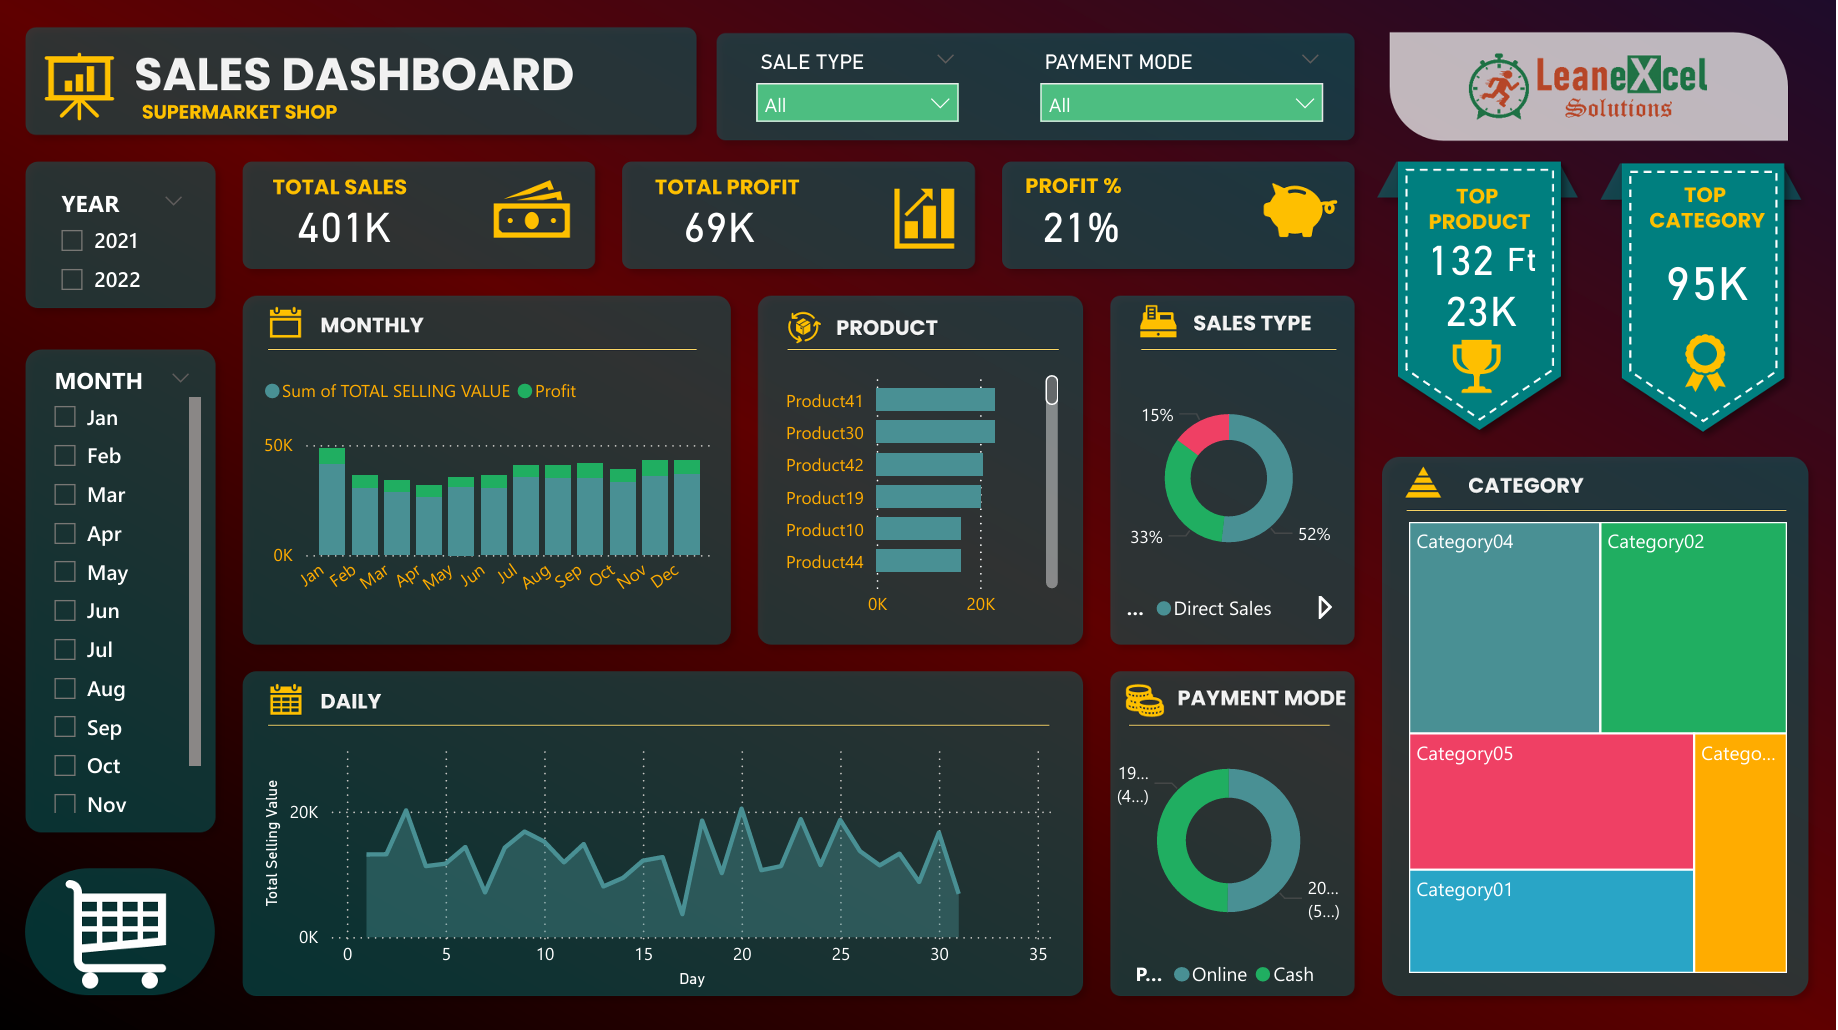 SALES DASHBOARD
SUPERMARKET SHOP
SALE TYPE
All
PAYMENT MODE
All
LeaneXcel
Solutions
YEAR
2021
2022
TOTAL SALES
401K
TOTAL PROFIT
69K
PROFIT %
21%
TOP
PRODUCT
132 Ft
23K
TOP
CATEGORY
95K
MONTH
Jan
Feb
Mar
Apr
May
Jun
Jul
Aug
Sep
Oct
Nov
MONTHLY
Sum of TOTAL SELLING VALUE
Profit
50K
0K
Jan
Feb
Mar
Apr
May
Jun
Jul
Aug
Sep
Oct
Nov
Dec
PRODUCT
Product41
Product30
Product42
Product19
Product10
Product44
0K
20K
SALES TYPE
15%
33%
52%
...
Direct Sales
CATEGORY
Category04
Category02
Category05
Catego...
Category01
DAILY
Total Selling Value
20K
0K
0
5
10
15
20
25
30
35
Day
PAYMENT MODE
19...
(4...)
20...
(5...)
P...
Online
Cash